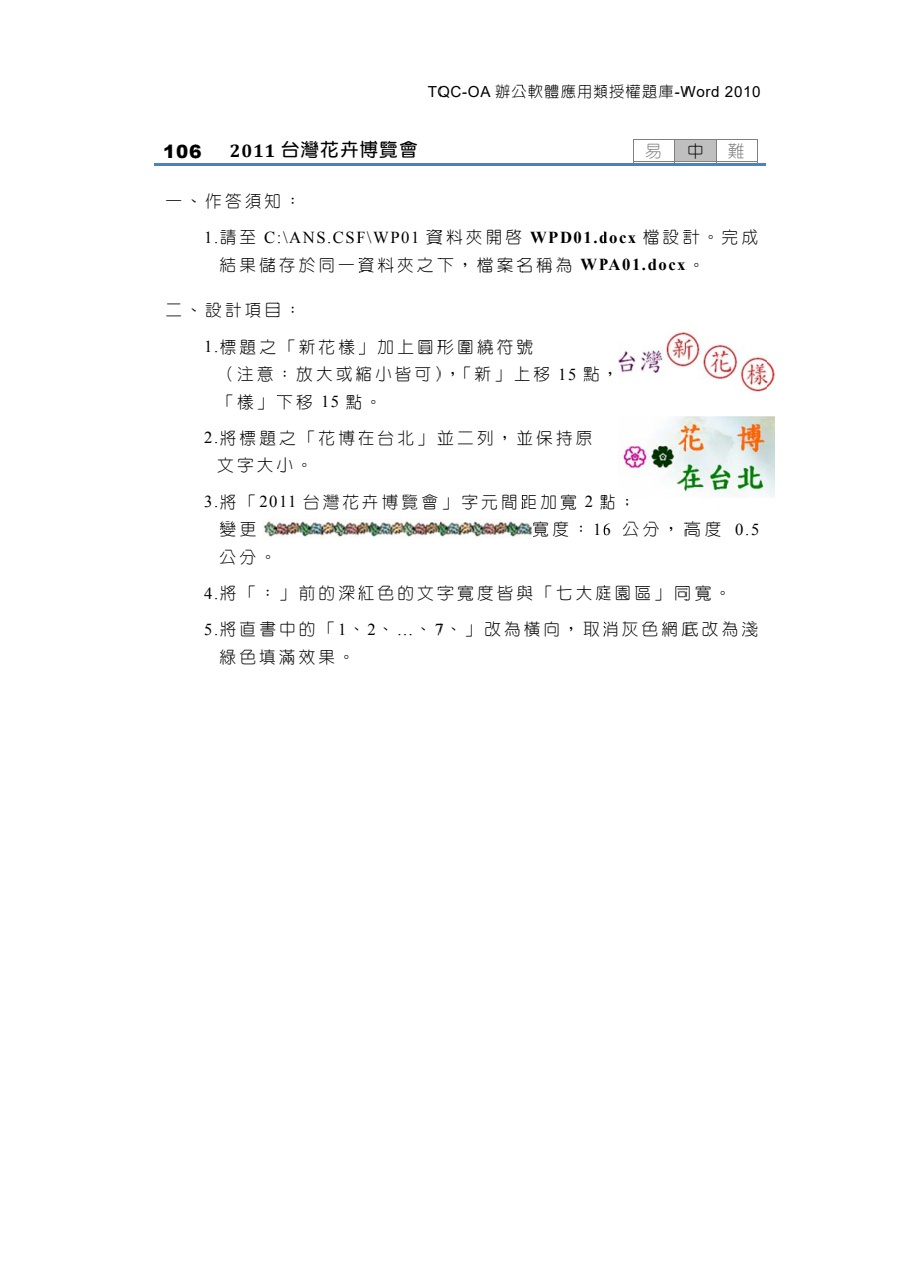 TQC-OA 辦公軟體應用類授權題庫-Word 2010
106 2011 台灣花卉博覽會 易 中 難
一、作答須知：
1.請至 C:\ANS.CSF\WP01 資料夾開啓 WPD01.docx 檔設計。完成
結果儲存於同一資料夾之下，檔案名稱為 WPA01.docx。
二、設計項目：
1.標題之「新花樣」加上圓形圍繞符號
（注意：放大或縮小皆可），「新」上移 15 點，
「樣」下移 15 點。
台灣新花樣
2.將標題之「花博在台北」並二列，並保持原
文字大小。
花 博
在台北
3.將「2011 台灣花卉博覽會」字元間距加寬 2 點；
變更 寬度：16 公分，高度 0.5
公分。
4.將「：」前的深紅色的文字寬度皆與「七大庭園區」同寬。
5.將直書中的「1、2、…、7、」改為橫向，取消灰色網底改為淺
綠色填滿效果。